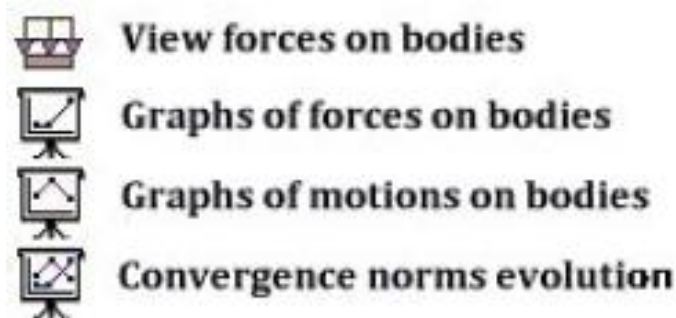 View forces on bodies
Graphs of forces on bodies
Graphs of motions on bodies
Convergence norms evolution